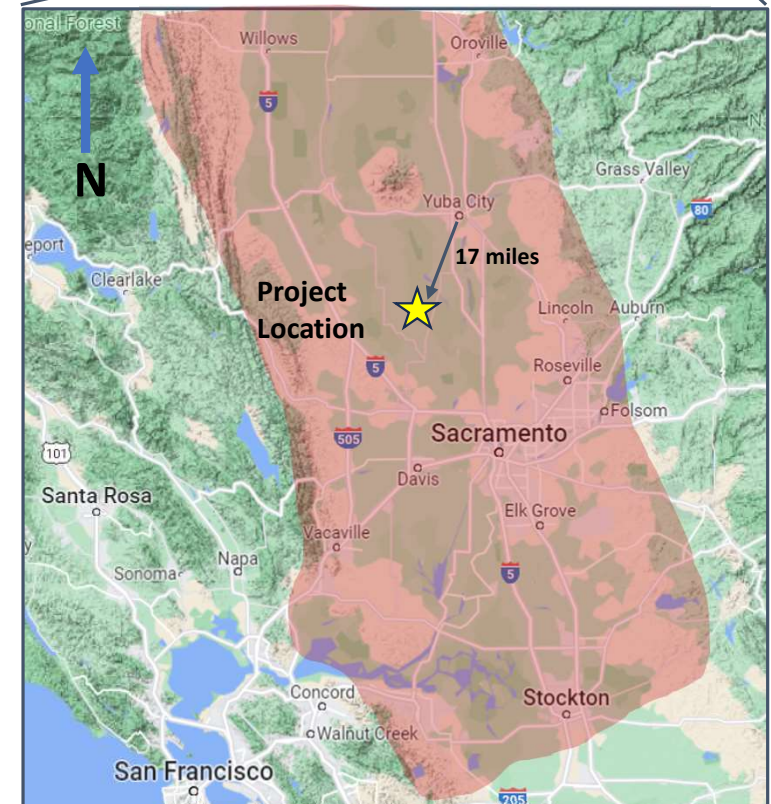 onal Forest
Willows
Oroville
5
N
Grass Valley
80
Yuba City
eport
17 miles
Clearlake
Project
Location
Lincoln
Auburn
5
Roseville
Folsom
505
Sacramento
101
Davis
Santa Rosa
Elk Grove
Vacaville
Napa
Sonoma
5
Concord
Stockton
Walnut Creek
San Francisco
205